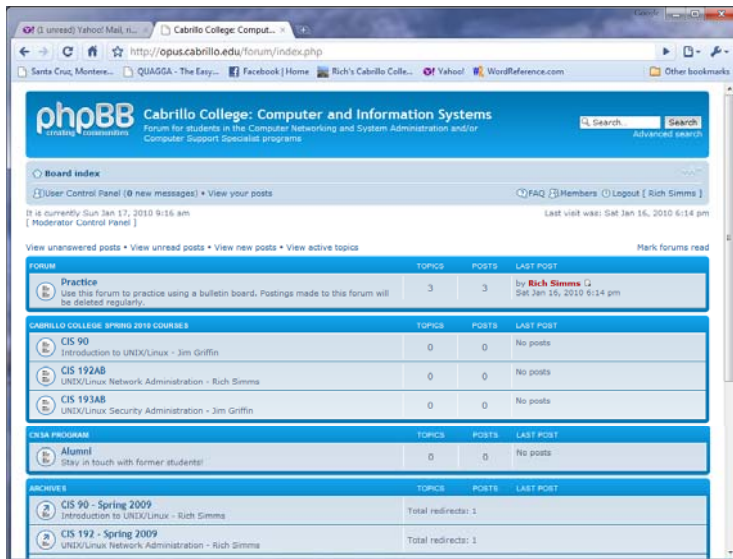 Google
(1 unread) Yahoo! Mail, ri...
Cabrillo College: Comput...
http://opus.cabrillo.edu/forum/index.php
Santa Cruz, Montere...
QUAGGA - The Easy...
Facebook | Home
Rich's Cabrillo Colle...
Yahoo!
WordReference.com
Other bookmarks
phpBB
creating communities
Cabrillo College: Computer and Information Systems
Forum for students in the Computer Networking and System Administration and/or
Computer Support Specialist programs
Search...
Search
Advanced search
Board index
User Control Panel (0 new messages) • View your posts
FAQ Members Logout [ Rich Simms ]
It is currently Sun Jan 17, 2010 9:16 am
Last visit was: Sat Jan 16, 2010 6:14 pm
[ Moderator Control Panel ]
View unanswered posts • View unread posts • View new posts • View active topics
Mark forums read
FORUM TOPICS POSTS LAST POST
Practice
Use this forum to practice using a bulletin board. Postings made to this forum will
be deleted regularly.
3 3
by Rich Simms
Sat Jan 16, 2010 6:14 pm
CABRILLO COLLEGE SPRING 2010 COURSES TOPICS POSTS LAST POST
CIS 90
Introduction to UNIX/Linux - Jim Griffin
0 0 No posts
CIS 192AB
UNIX/Linux Network Administration - Rich Simms
0 0 No posts
CIS 193AB
UNIX/Linux Security Administration - Jim Griffin
0 0 No posts
CNSA PROGRAM TOPICS POSTS LAST POST
Alumni
Stay in touch with former students!
0 0 No posts
ARCHIVES TOPICS POSTS LAST POST
CIS 90 - Spring 2009
Introduction to UNIX/Linux - Rich Simms
Total redirects: 1
CIS 192 - Spring 2009
UNIX/Linux Network Administration - Rich Simms
Total redirects: 1